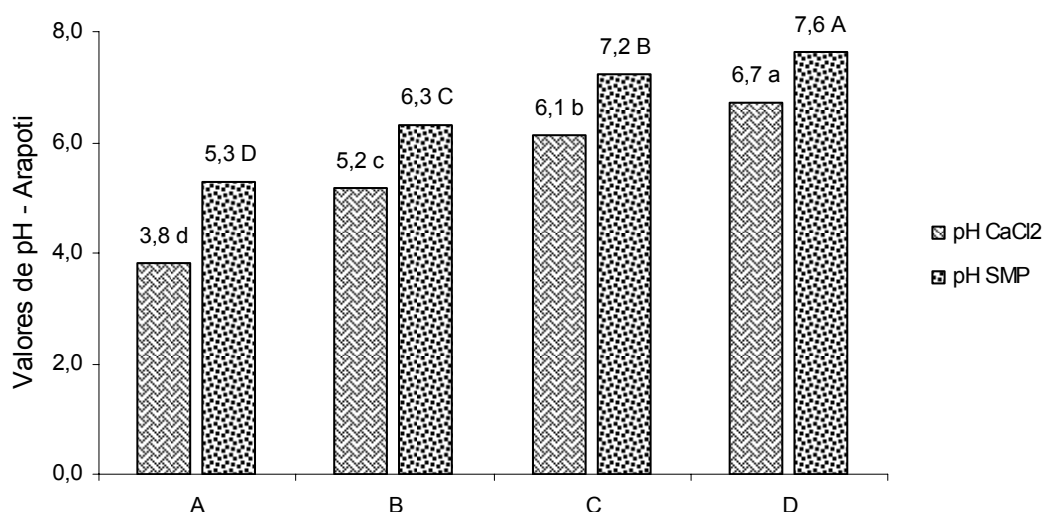 Valores de pH - Arapoti
8,0
6,0
4,0
2,0
0,0
3,8 d
5,3 D
5,2 c
6,3 C
6,1 b
7,2 B
6,7 a
7,6 A
A
B
C
D
pH CaCl2
pH SMP